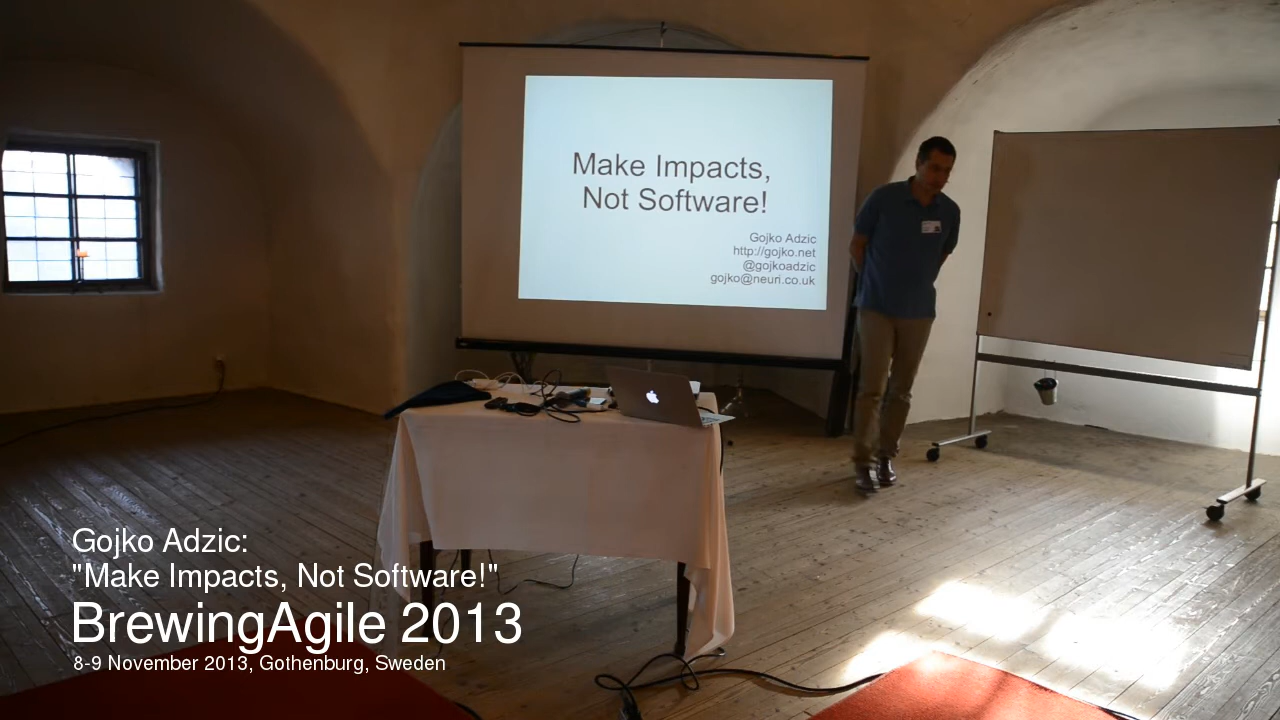 Make Impacts,
Not Software!
Gojko Adzic
http://gojko.net
@gojkoadzic
gojko@neuri.co.uk
Gojko Adzic:
"Make Impacts, Not Software!"
BrewingAgile 2013
8-9 November 2013, Gothenburg, Sweden